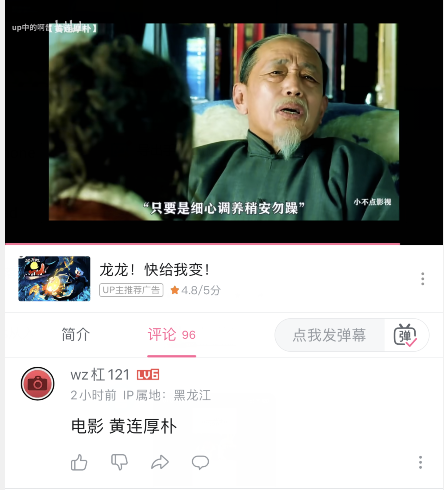 up中的啊啔【黄连厚朴】
“只要是细心调养稍安勿躁”
小不点影视
龙龙！快给我变！
UP主推荐广告 4.8/5分
简介 评论 96 点我发弹幕 弹
wz杠121 LV6
2小时前 IP属地：黑龙江
电影 黄连厚朴